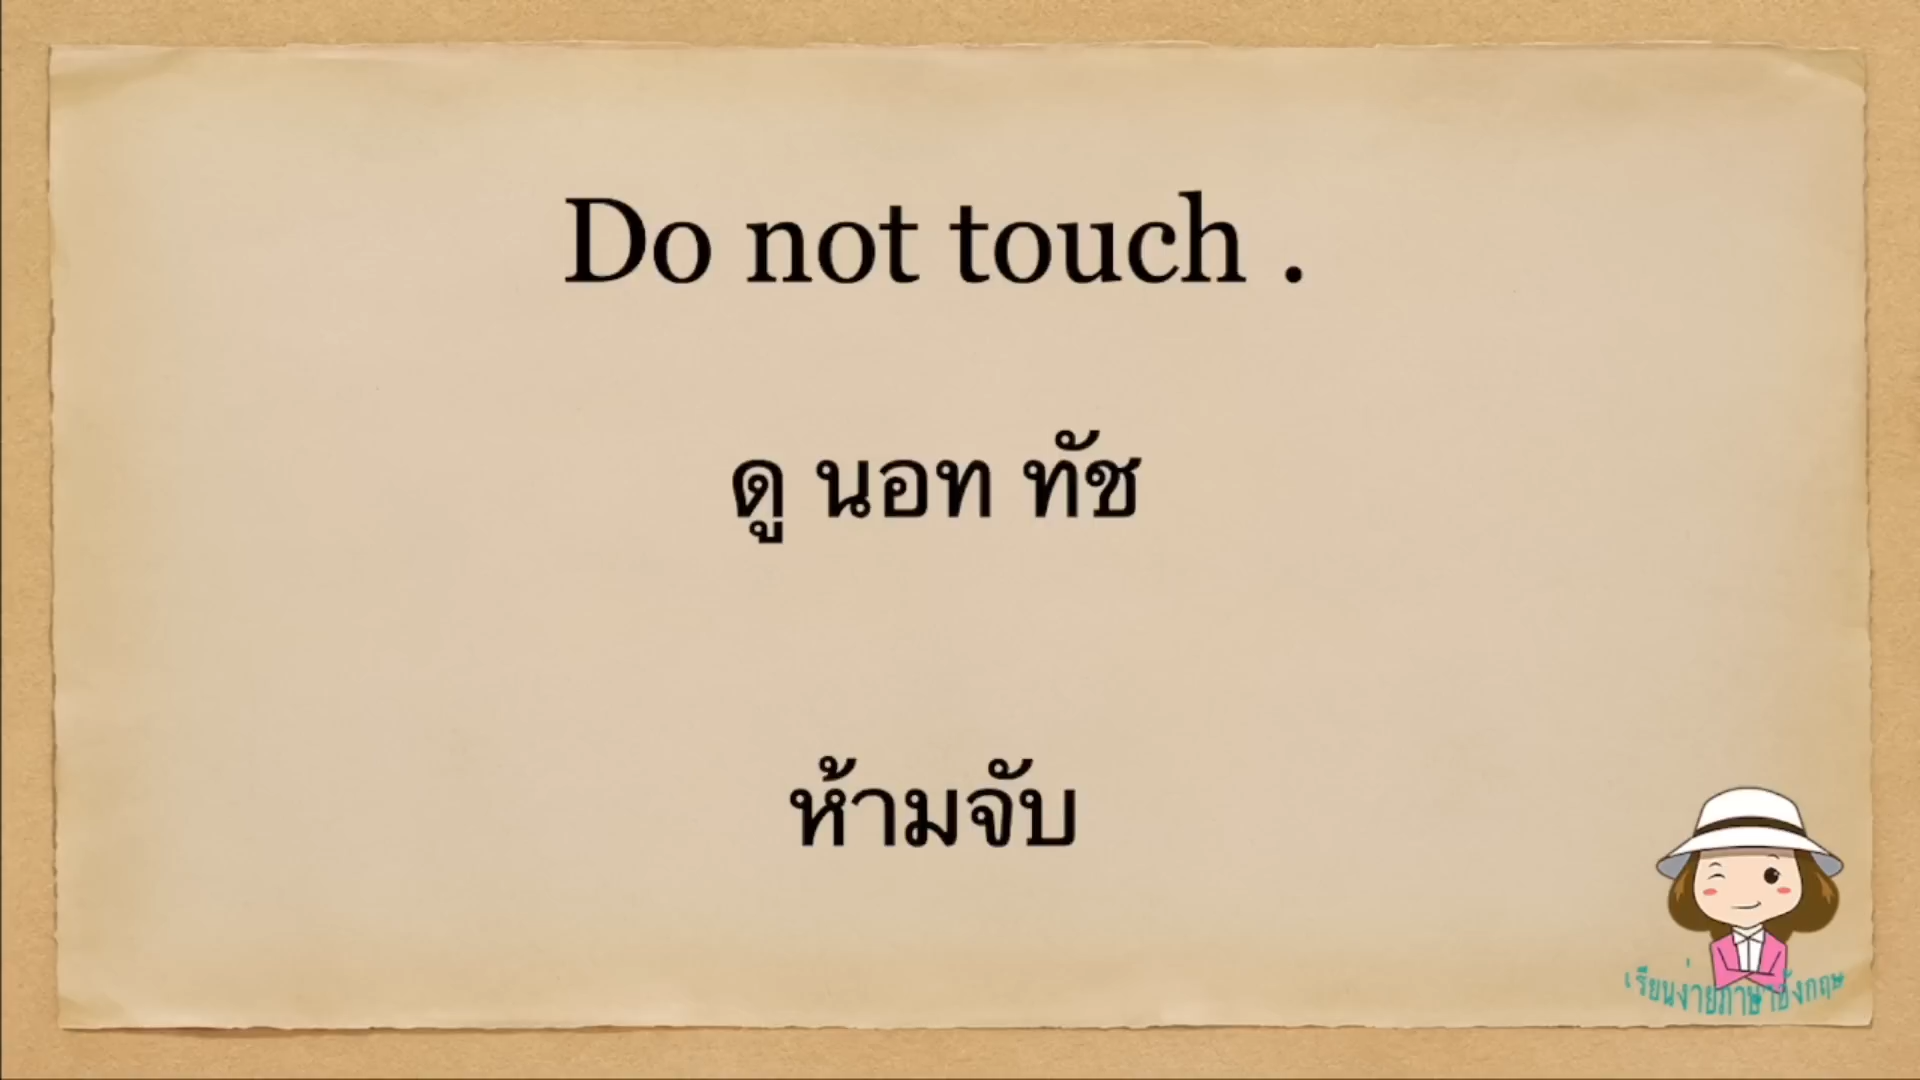 Do not touch .
ดู นอท ทัช
ห้ามจับ
เรียนง่ายภาษาอังกฤษ